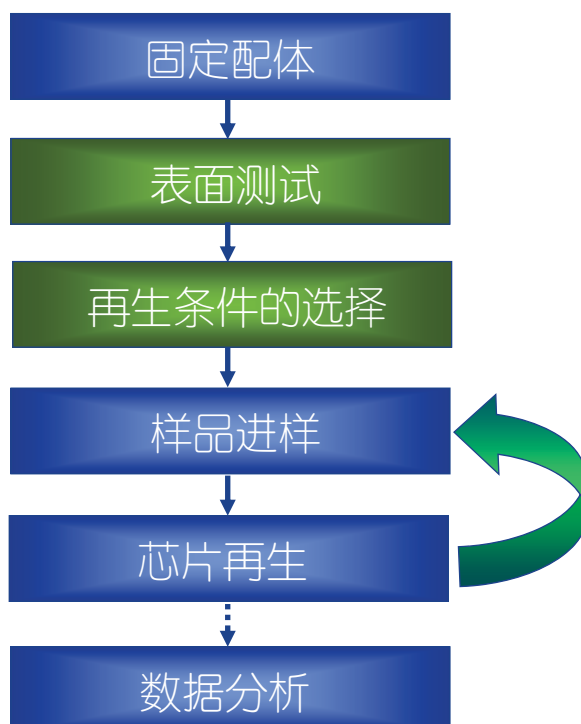 固定配体
表面测试
再生条件的选择
样品进样
芯片再生
数据分析